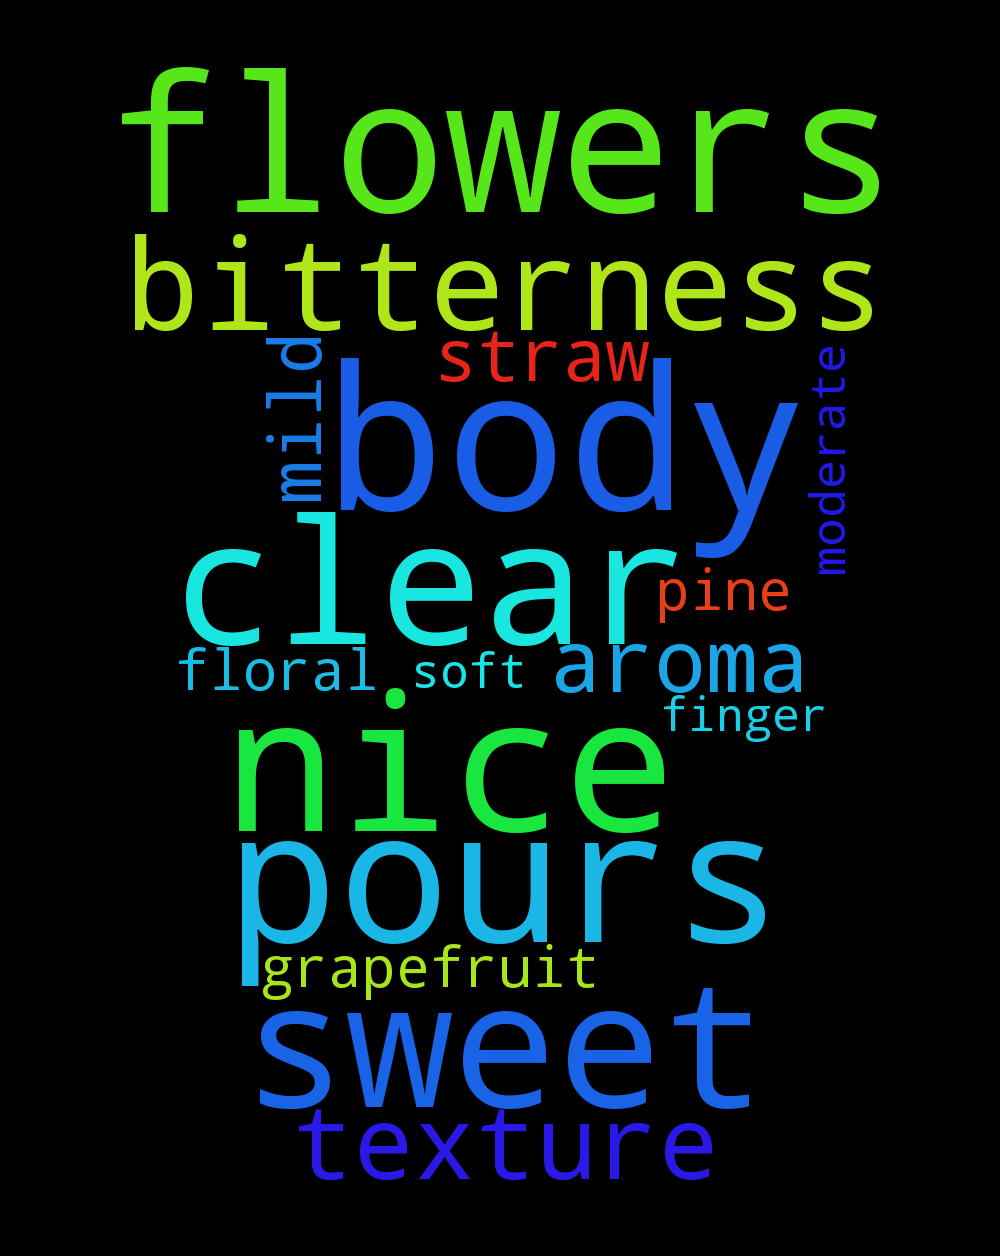 flowers
bitterness
straw
mild
body
moderate
clear
pine
floral
soft
aroma
finger
nice
pours
grapefruit
sweet
texture